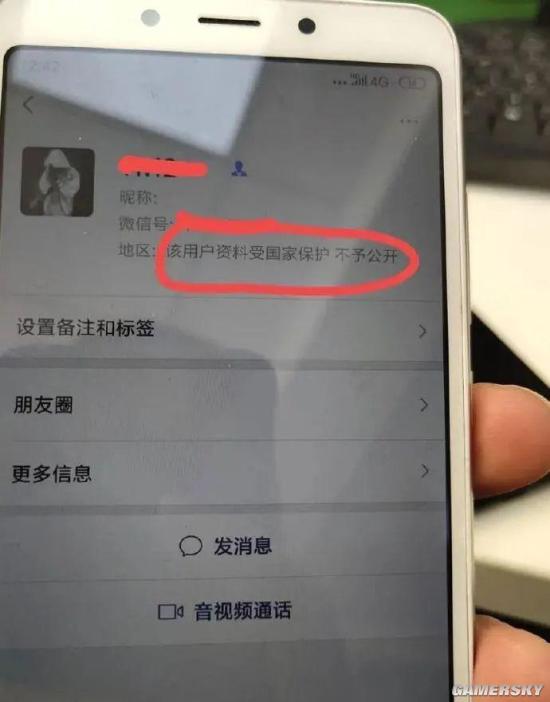 12:42
4G
昵称:
微信号:
地区: 该用户资料受国家保护 不予公开
设置备注和标签
朋友圈
更多信息
发消息
音视频通话
GAMERSKY